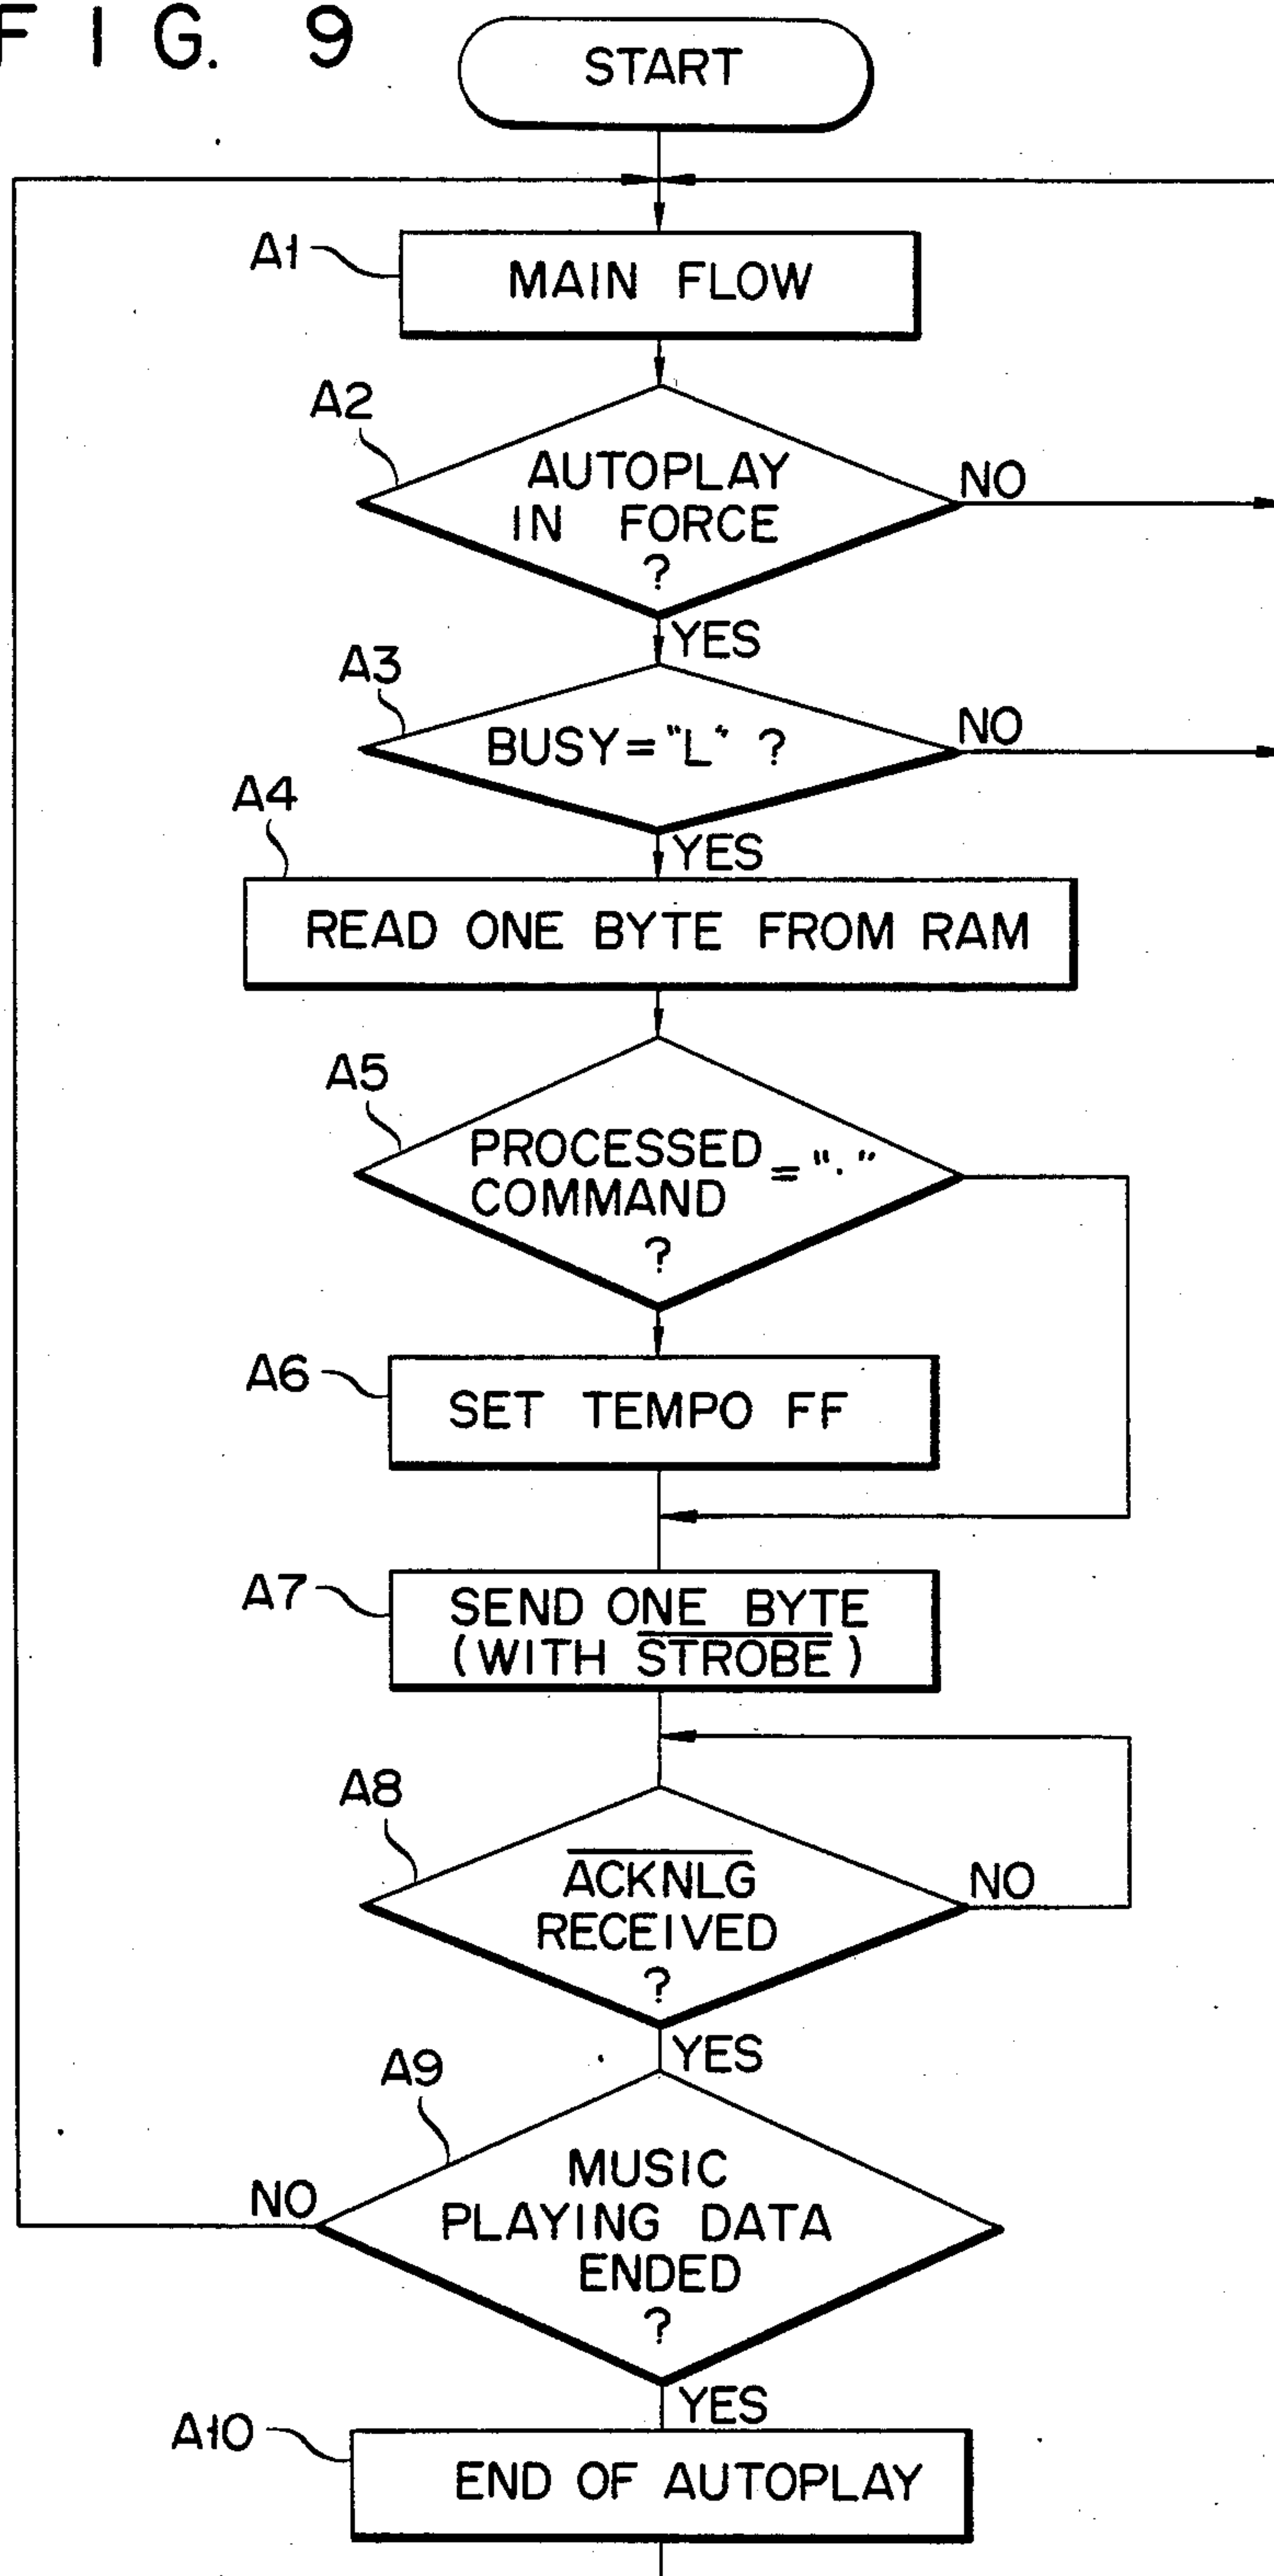 FIG. 9
START
A1
MAIN FLOW
A2
AUTOPLAY
IN FORCE
?
NO
YES
A3
BUSY="L" ?
NO
YES
A4
READ ONE BYTE FROM RAM
A5
PROCESSED
COMMAND
= "."
?
A6
SET TEMPO FF
A7
SEND ONE BYTE
(WITH STROBE)
A8
ACKNLG
RECEIVED
?
NO
YES
A9
MUSIC
PLAYING DATA
ENDED
?
NO
YES
A10
END OF AUTOPLAY